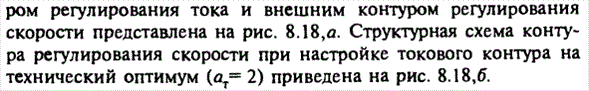 ром регулирования тока и внешним контуром регулирования
скорости представлена на рис. 8.18,а. Структурная схема конту-
ра регулирования скорости при настройке токового контура на
технический оптимум (aт= 2) приведена на рис. 8.18,б.